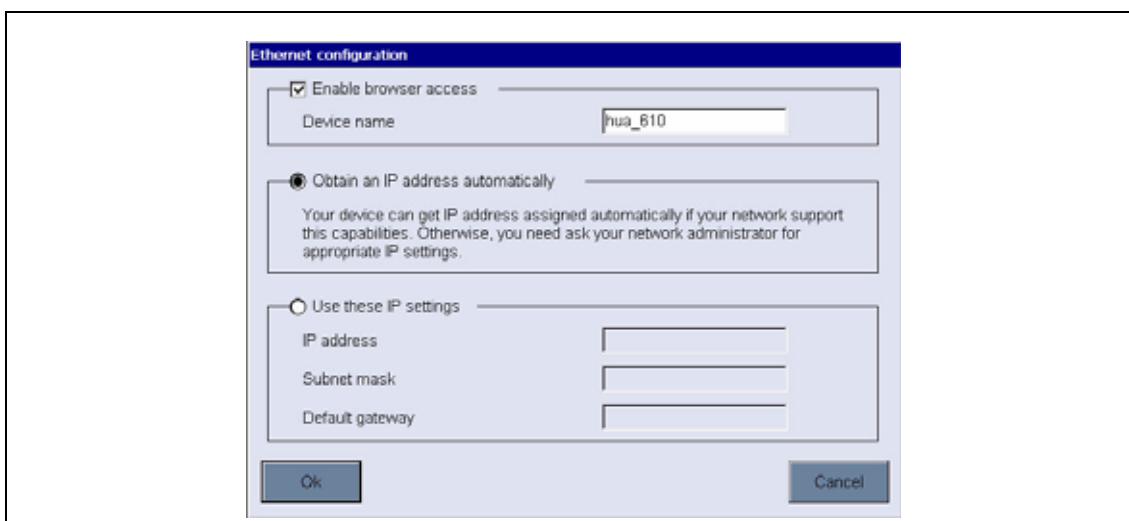 Ethernet configuration
Enable browser access
Device name hua_610
Obtain an IP address automatically
Your device can get IP address assigned automatically if your network support
this capabilities. Otherwise, you need ask your network administrator for
appropriate IP settings.
Use these IP settings
IP address
Subnet mask
Default gateway
Ok Cancel